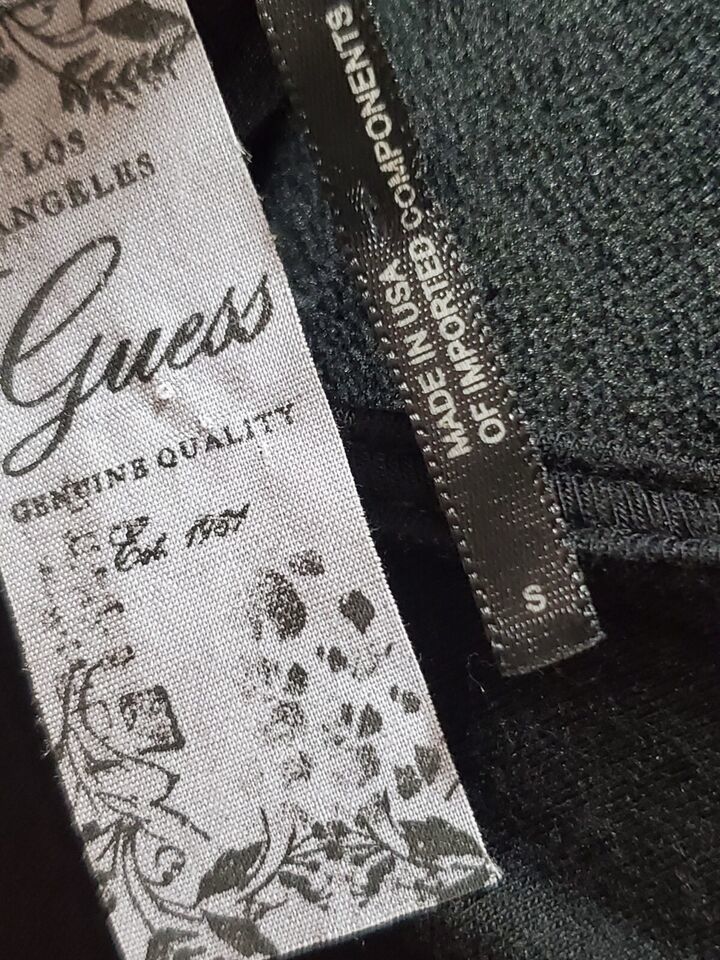 LOS
ANGELES
Guess
GENUINE QUALITY
Est. 1981
MADE IN USA
OF IMPORTED COMPONENTS
S